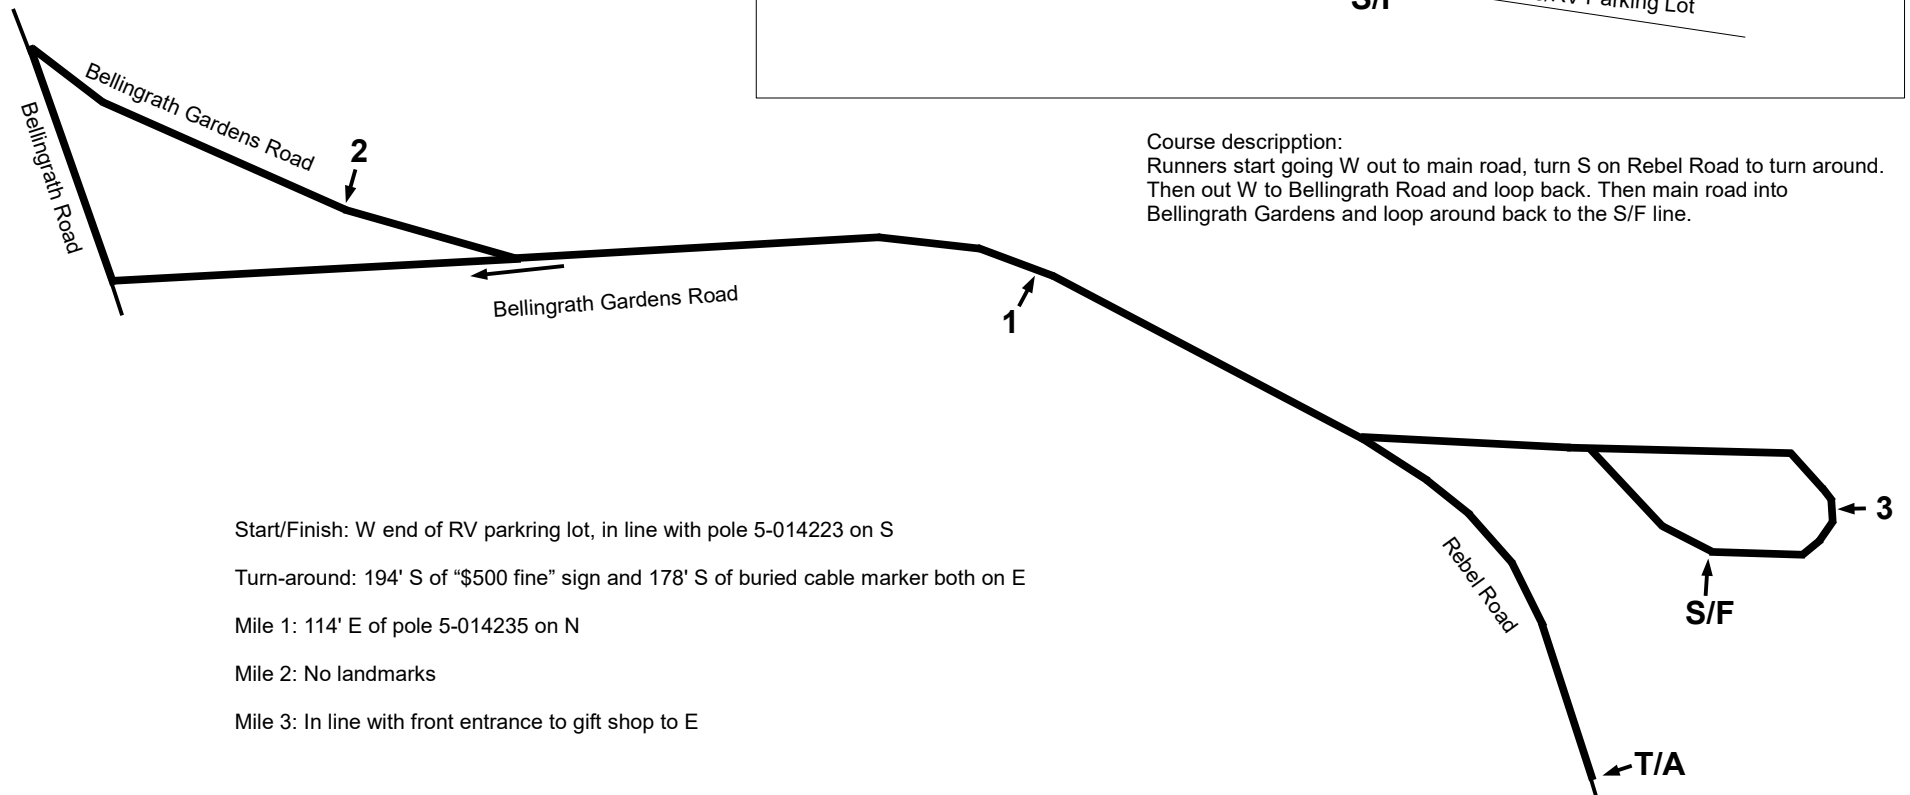 S/F
RV Parking Lot
Bellingrath Gardens Road
Bellingrath Road
2
Course descripption:
Runners start going W out to main road, turn S on Rebel Road to turn around.
Then out W to Bellingrath Road and loop back. Then main road into
Bellingrath Gardens and loop around back to the S/F line.
Bellingrath Gardens Road
1
3
Start/Finish: W end of RV parkring lot, in line with pole 5-014223 on S
Turn-around: 194' S of “$500 fine” sign and 178' S of buried cable marker both on E
Mile 1: 114' E of pole 5-014235 on N
Mile 2: No landmarks
Mile 3: In line with front entrance to gift shop to E
Rebel Road
S/F
T/A